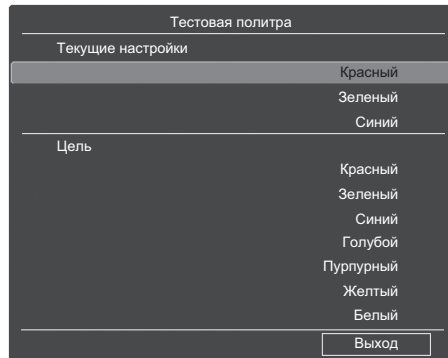 Тестовая политра
Текущие настройки
Красный
Зеленый
Синий
Цель
Красный
Зеленый
Синий
Голубой
Пурпурный
Желтый
Белый
Выход